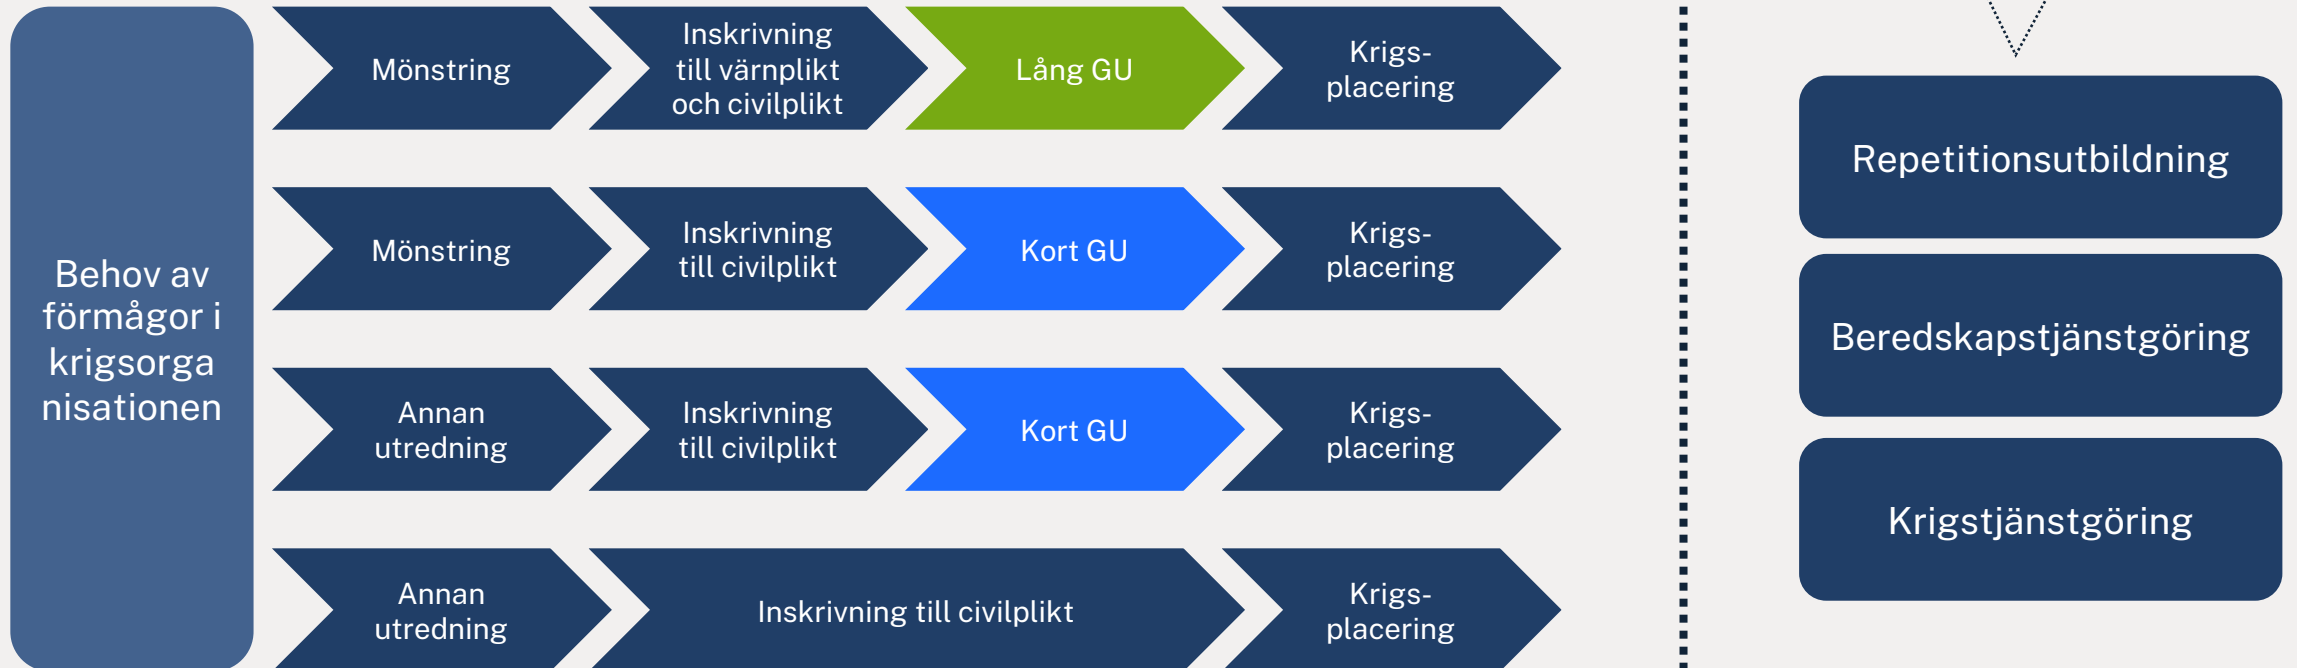 Behov av
förmågor i
krigsorga
nisationen
Mönstring
Inskrivning
till värnplikt
och civilplikt
Lång GU
Krigs-
placering
Mönstring
Inskrivning
till civilplikt
Kort GU
Krigs-
placering
Annan
utredning
Inskrivning
till civilplikt
Kort GU
Krigs-
placering
Annan
utredning
Inskrivning till civilplikt
Krigs-
placering
Repetitionsutbildning
Beredskapstjänstgöring
Krigstjänstgöring